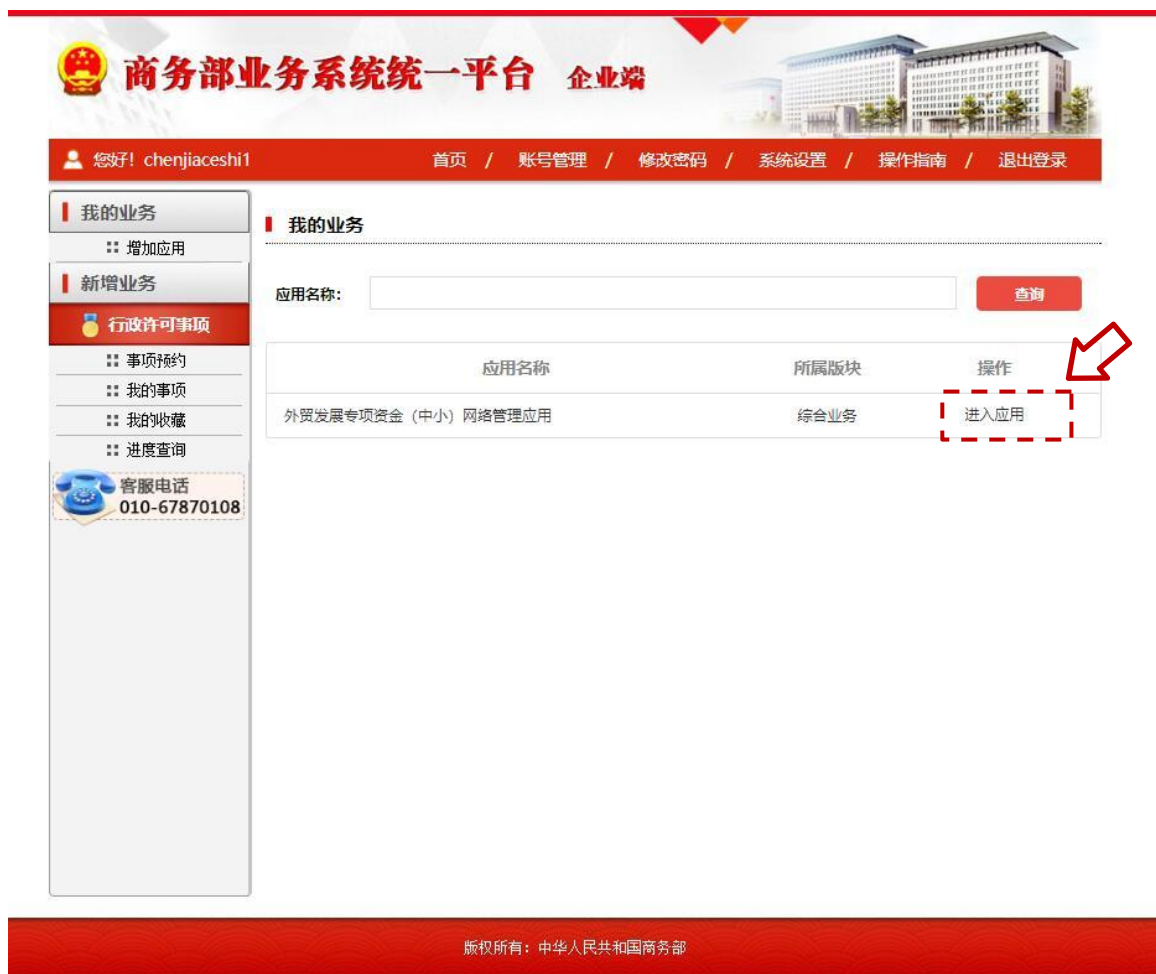 商务部业务系统统一平台 企业端
您好! chenjiaceshi1 首页 / 账号管理 / 修改密码 / 系统设置 / 操作指南 / 退出登录
我的业务
增加应用
新增业务
行政许可事项
事项预约
我的事项
我的收藏
进度查询
客服电话
010-67870108
我的业务
应用名称: 查询
应用名称 所属版块 操作
外贸发展专项资金（中小）网络管理应用 综合业务 进入应用
版权所有：中华人民共和国商务部